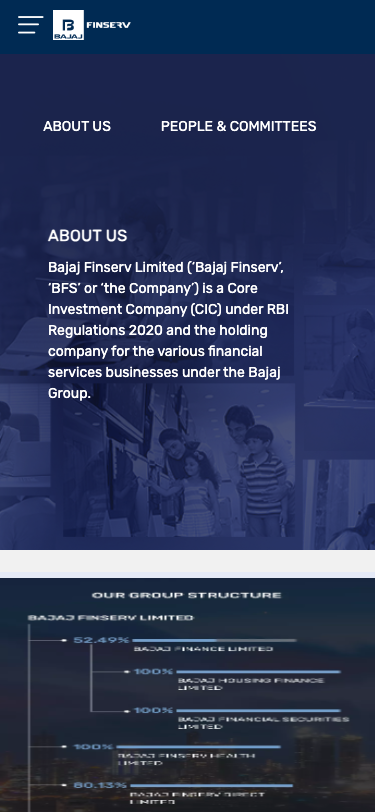 B
BAJAJ FINSERV
ABOUT US PEOPLE & COMMITTEES
ABOUT US
Bajaj Finserv Limited (‘Bajaj Finserv’,
‘BFS’ or ‘the Company’) is a Core
Investment Company (CIC) under RBI
Regulations 2020 and the holding
company for the various financial
services businesses under the Bajaj
Group.
OUR GROUP STRUCTURE
BAJAJ FINSERV LIMITED
52.49%
BAJAJ FINANCE LIMITED
100%
BAJAJ HOUSING FINANCE
LIMITED
100%
BAJAJ FINANCIAL SECURITIES
LIMITED
100%
BAJAJ FINSERV HEALTH
LIMITED
80.13%
BAJAJ FINSERV DIRECT
LIMITED